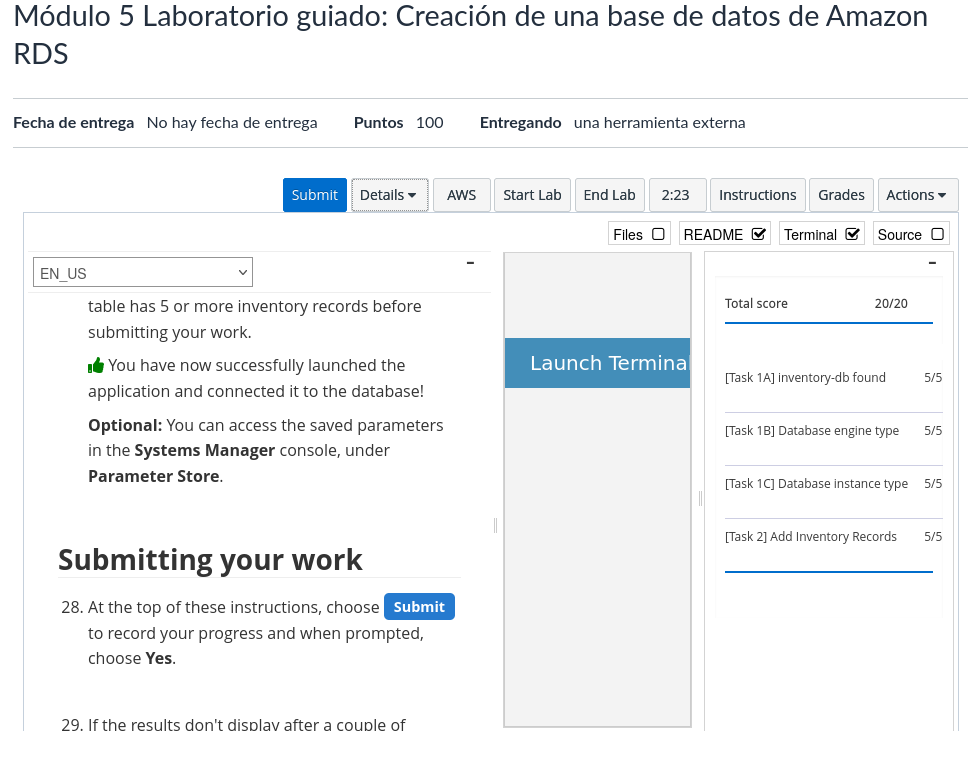 Módulo 5 Laboratorio guiado: Creación de una base de datos de Amazon
RDS
Fecha de entrega No hay fecha de entrega Puntos 100 Entregando una herramienta externa
Submit Details AWS Start Lab End Lab 2:23 Instructions Grades Actions
Files README Terminal Source
EN_US
table has 5 or more inventory records before
submitting your work.
You have now successfully launched the
application and connected it to the database!
Optional: You can access the saved parameters
in the Systems Manager console, under
Parameter Store.
Submitting your work
28. At the top of these instructions, choose Submit
to record your progress and when prompted,
choose Yes.
29. If the results don't display after a couple of
Launch Terminal
Total score 20/20
[Task 1A] inventory-db found 5/5
[Task 1B] Database engine type 5/5
[Task 1C] Database instance type 5/5
[Task 2] Add Inventory Records 5/5